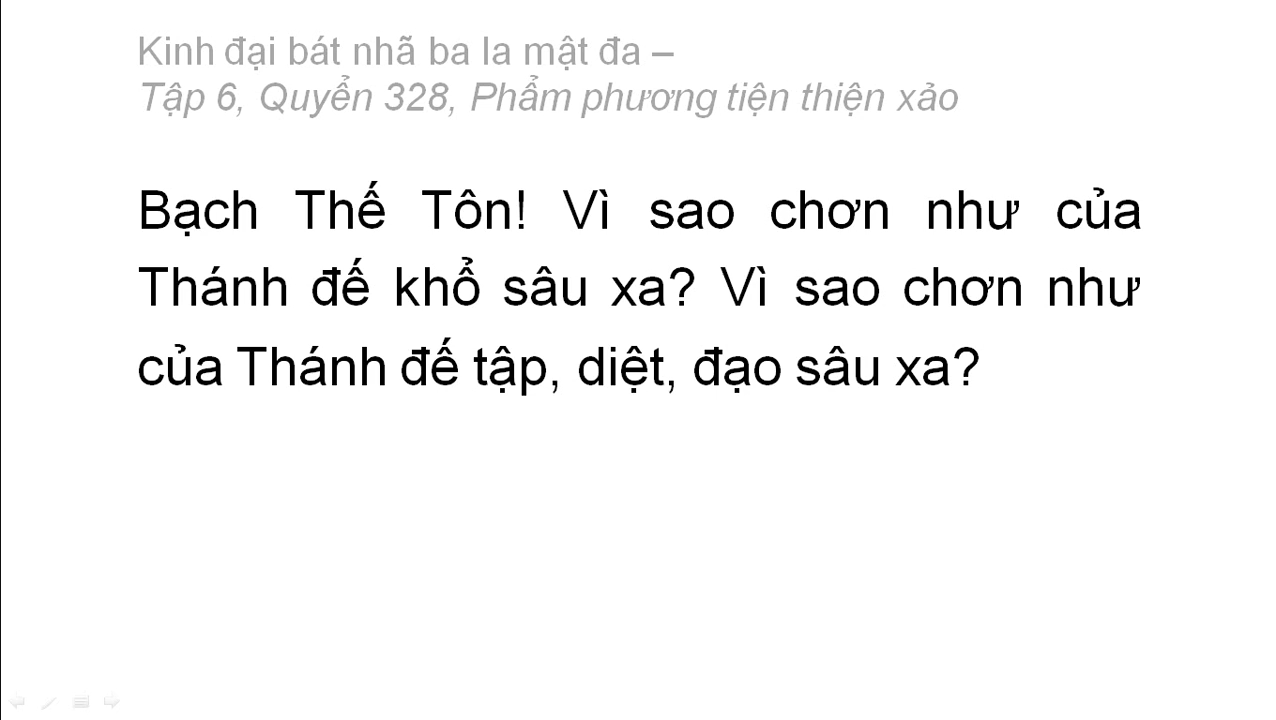 Kinh đại bát nhã ba la mật đa –
Tập 6, Quyển 328, Phẩm phương tiện thiện xảo
Bạch Thế Tôn! Vì sao chơn như của
Thánh đế khổ sâu xa? Vì sao chơn như
của Thánh đế tập, diệt, đạo sâu xa?